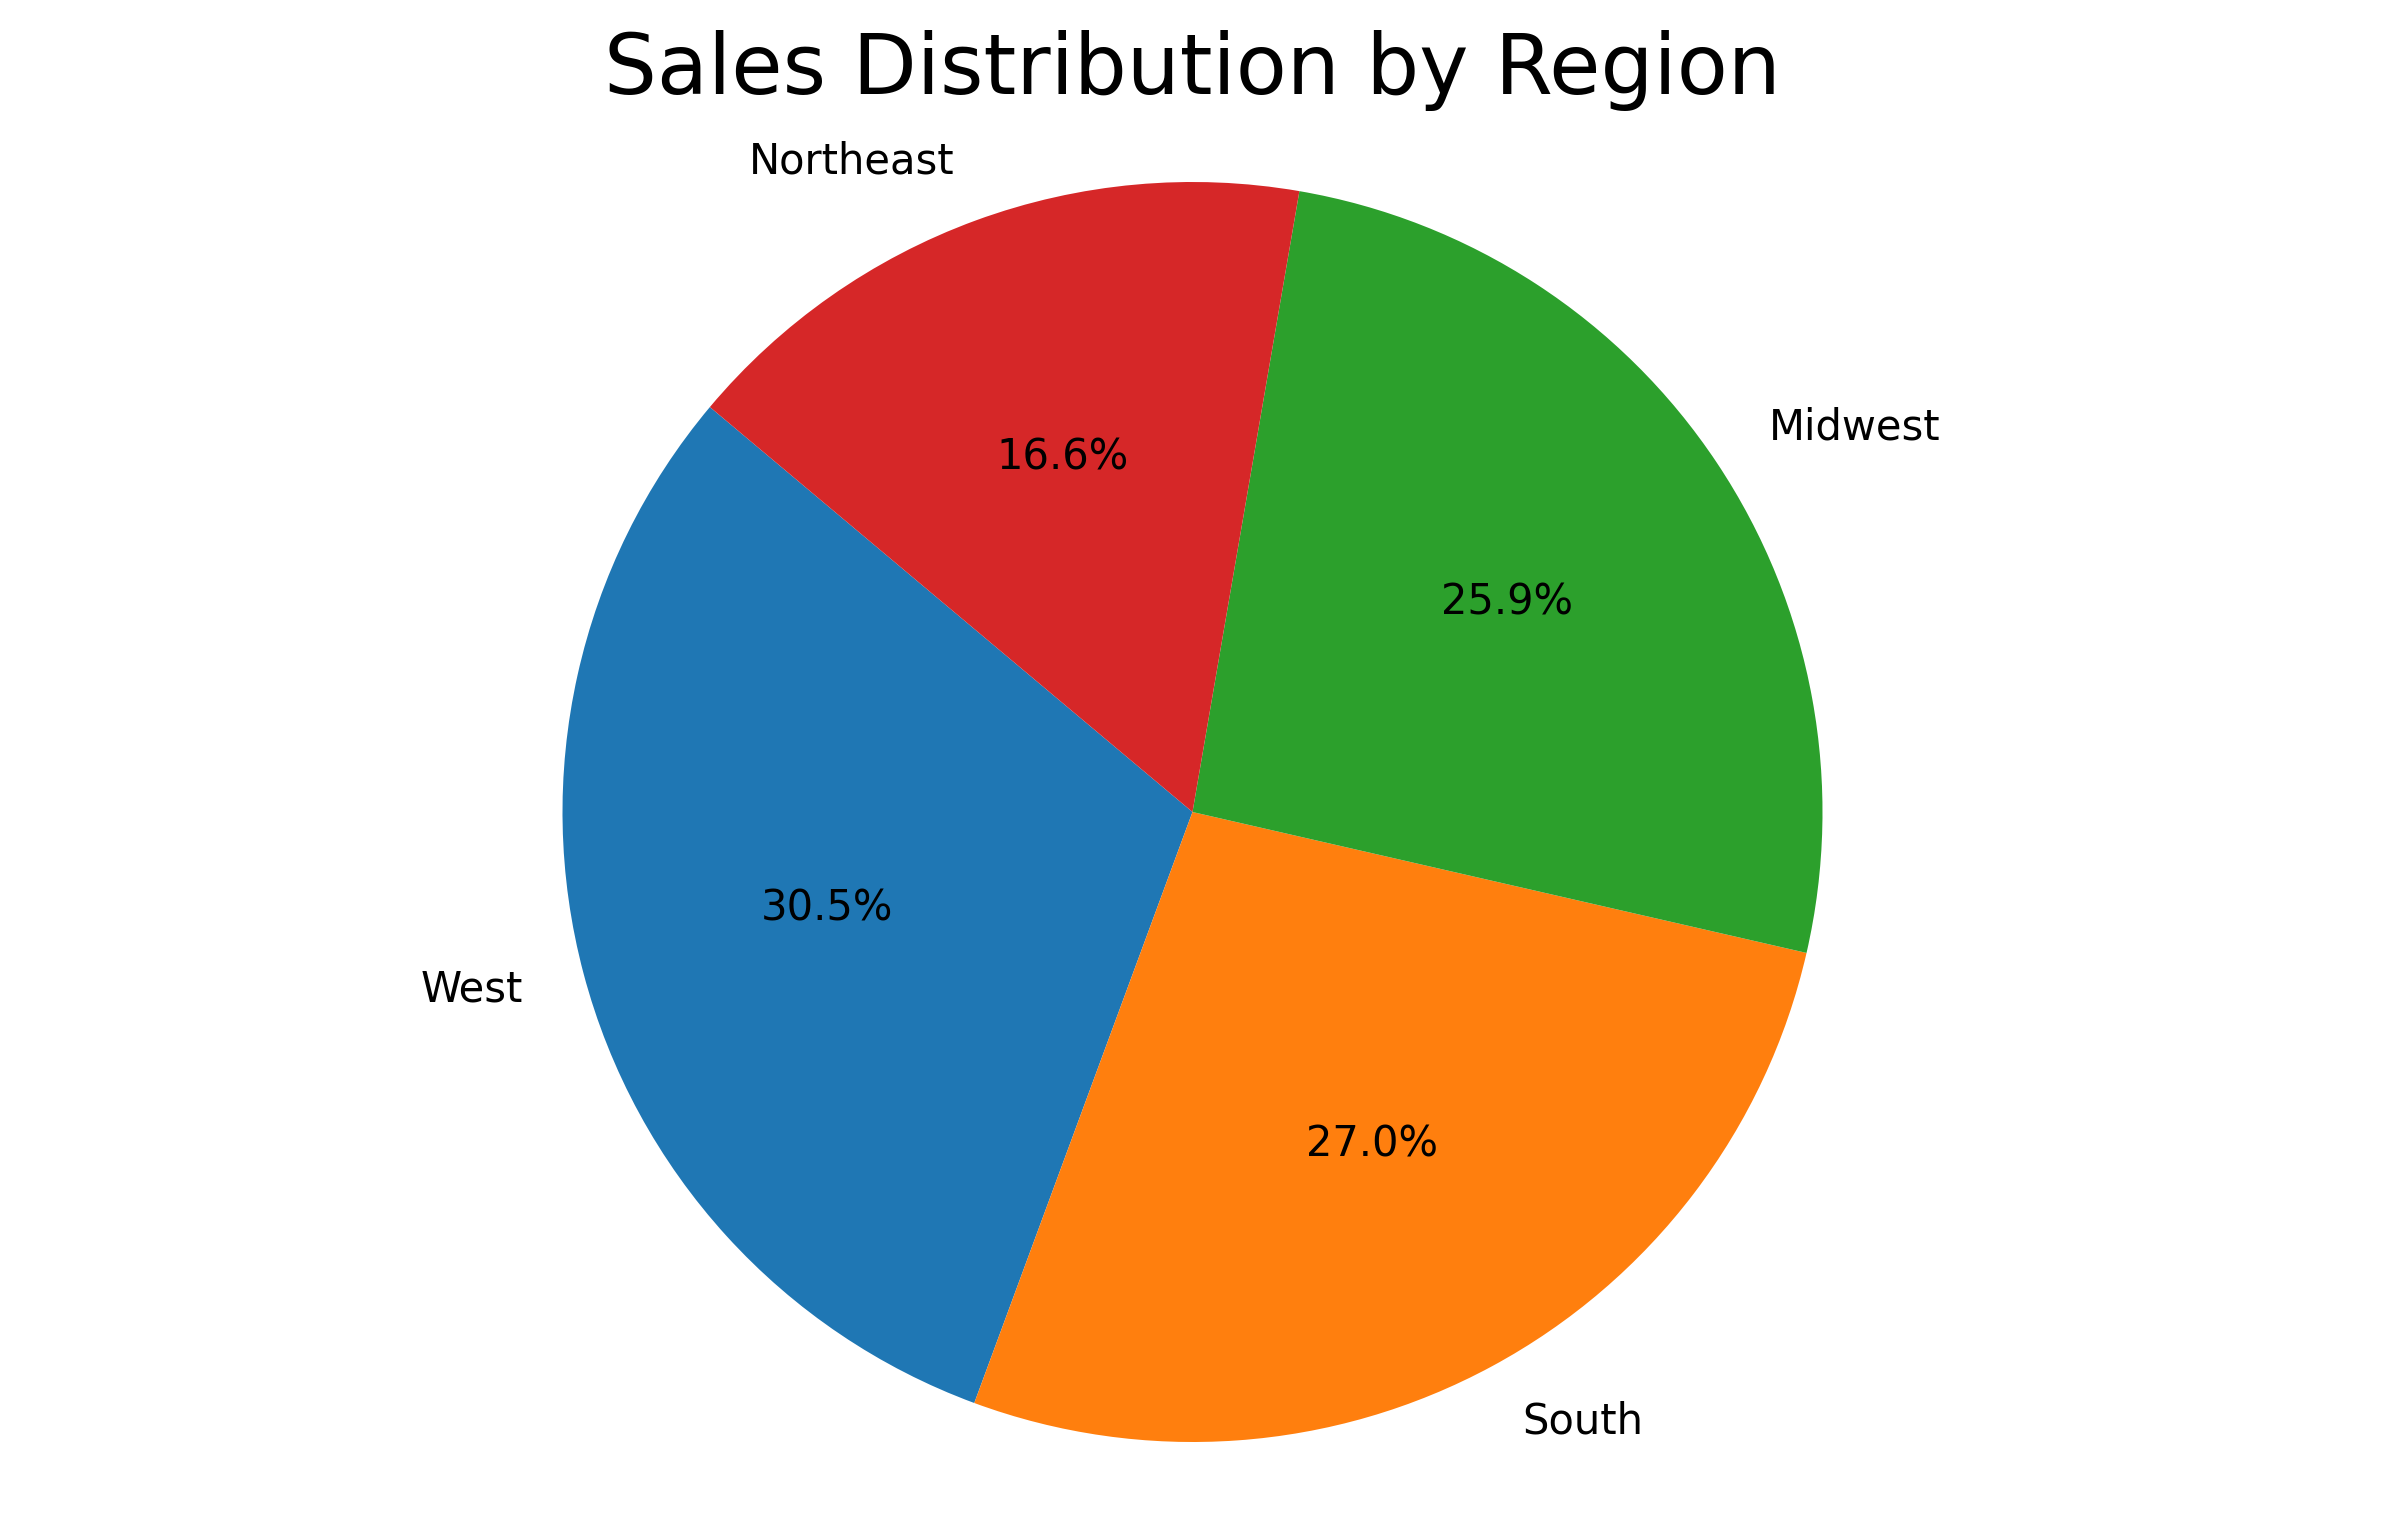 Sales Distribution by Region
Northeast
Midwest
16.6%
25.9%
30.5%
West
27.0%
South